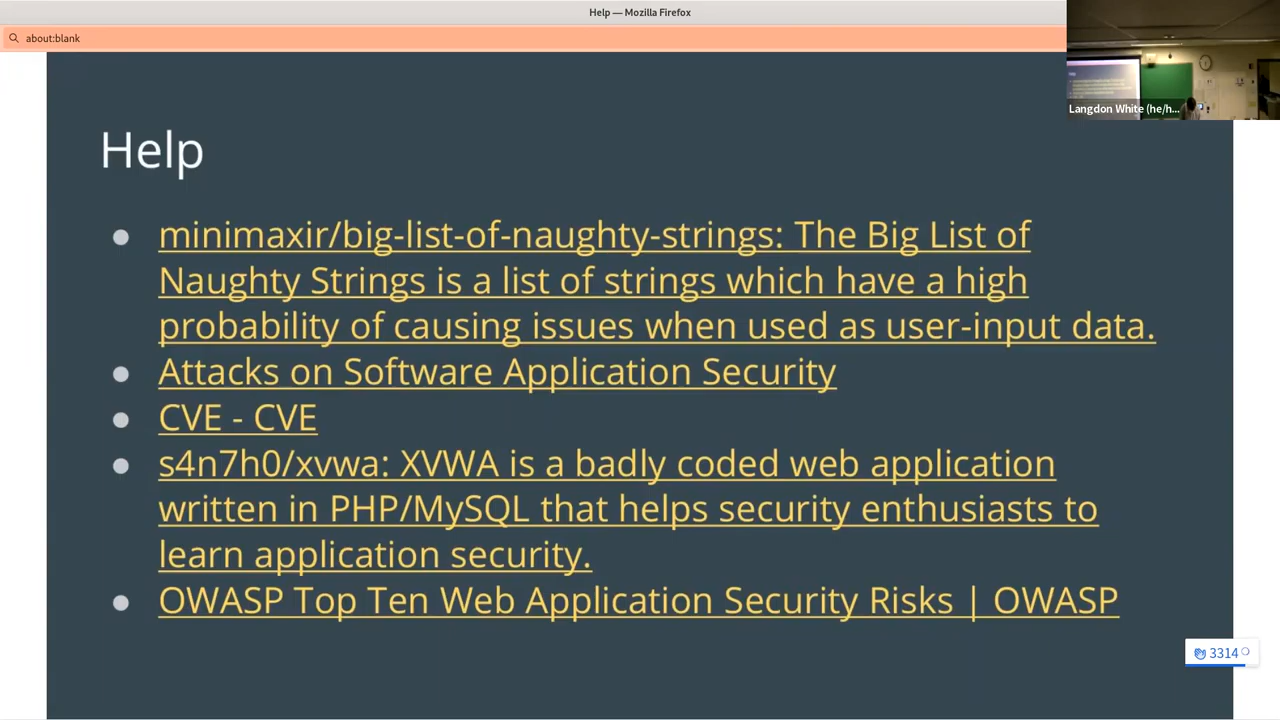 Help — Mozilla Firefox
about:blank
Langdon White (he/h...
Help
minimaxir/big-list-of-naughty-strings: The Big List of
Naughty Strings is a list of strings which have a high
probability of causing issues when used as user-input data.
Attacks on Software Application Security
CVE - CVE
s4n7h0/xvwa: XVWA is a badly coded web application
written in PHP/MySQL that helps security enthusiasts to
learn application security.
OWASP Top Ten Web Application Security Risks | OWASP
3314